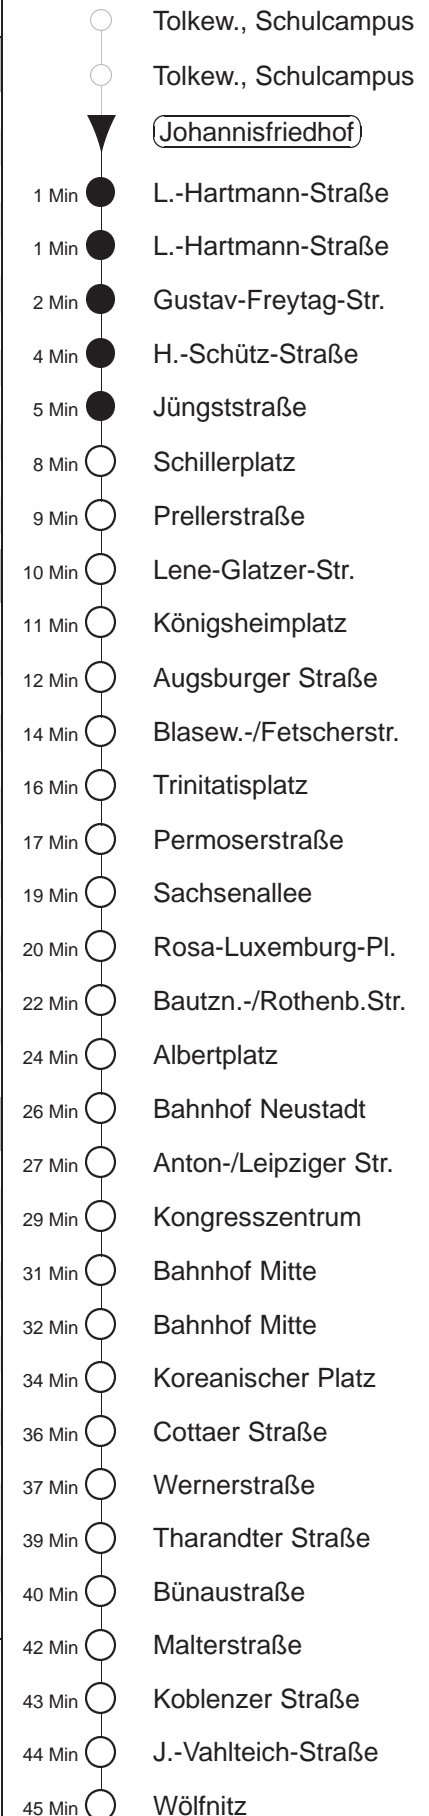 Tolkew., Schulcampus
Tolkew., Schulcampus
Johannisfriedhof
1 Min L.-Hartmann-Straße
1 Min L.-Hartmann-Straße
2 Min Gustav-Freytag-Str.
4 Min H.-Schütz-Straße
5 Min Jüngststraße
8 Min Schillerplatz
9 Min Prellerstraße
10 Min Lene-Glatzer-Str.
11 Min Königsheimplatz
12 Min Augsburger Straße
14 Min Blasew.-/Fetscherstr.
16 Min Trinitatisplatz
17 Min Permoserstraße
19 Min Sachsenallee
20 Min Rosa-Luxemburg-Pl.
22 Min Bautzn.-/Rothenb.Str.
24 Min Albertplatz
26 Min Bahnhof Neustadt
27 Min Anton-/Leipziger Str.
29 Min Kongresszentrum
31 Min Bahnhof Mitte
32 Min Bahnhof Mitte
34 Min Koreanischer Platz
36 Min Cottaer Straße
37 Min Wernerstraße
39 Min Tharandter Straße
40 Min Bünaustraße
42 Min Malterstraße
43 Min Koblenzer Straße
44 Min J.-Vahlteich-Straße
45 Min Wölfnitz